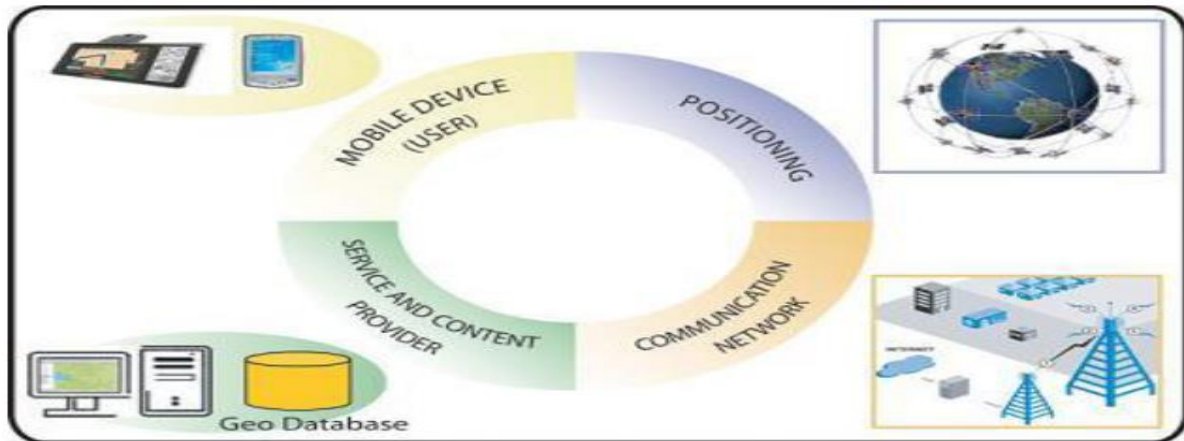 MOBILE DEVICE
(USER)
POSITIONING
SERVICE AND CONTENT
PROVIDER
COMMUNICATION
NETWORK
INTERNET
Geo Database